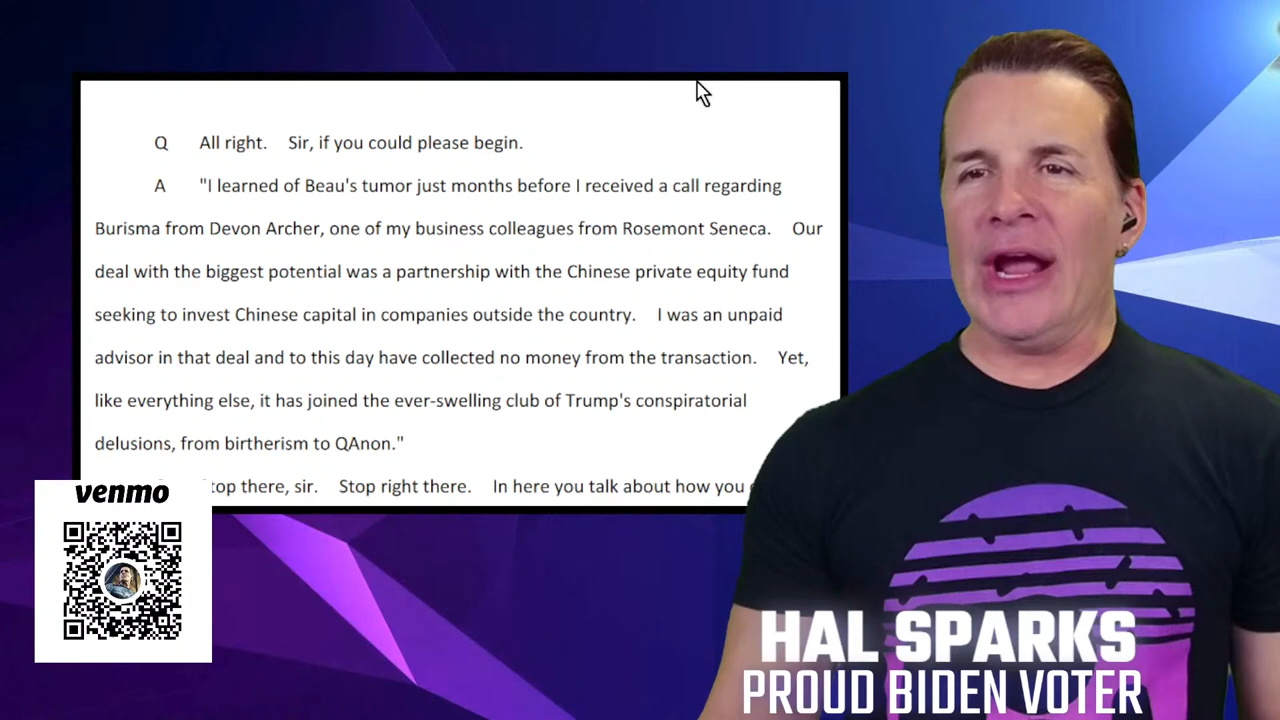 Q All right. Sir, if you could please begin.
A "I learned of Beau's tumor just months before I received a call regarding
Burisma from Devon Archer, one of my business colleagues from Rosemont Seneca. Our
deal with the biggest potential was a partnership with the Chinese private equity fund
seeking to invest Chinese capital in companies outside the country. I was an unpaid
advisor in that deal and to this day have collected no money from the transaction. Yet,
like everything else, it has joined the ever-swelling club of Trump's conspiratorial
delusions, from birtherism to QAnon."
top there, sir. Stop right there. In here you talk about how you
venmo
HAL SPARKS
PROUD BIDEN VOTER